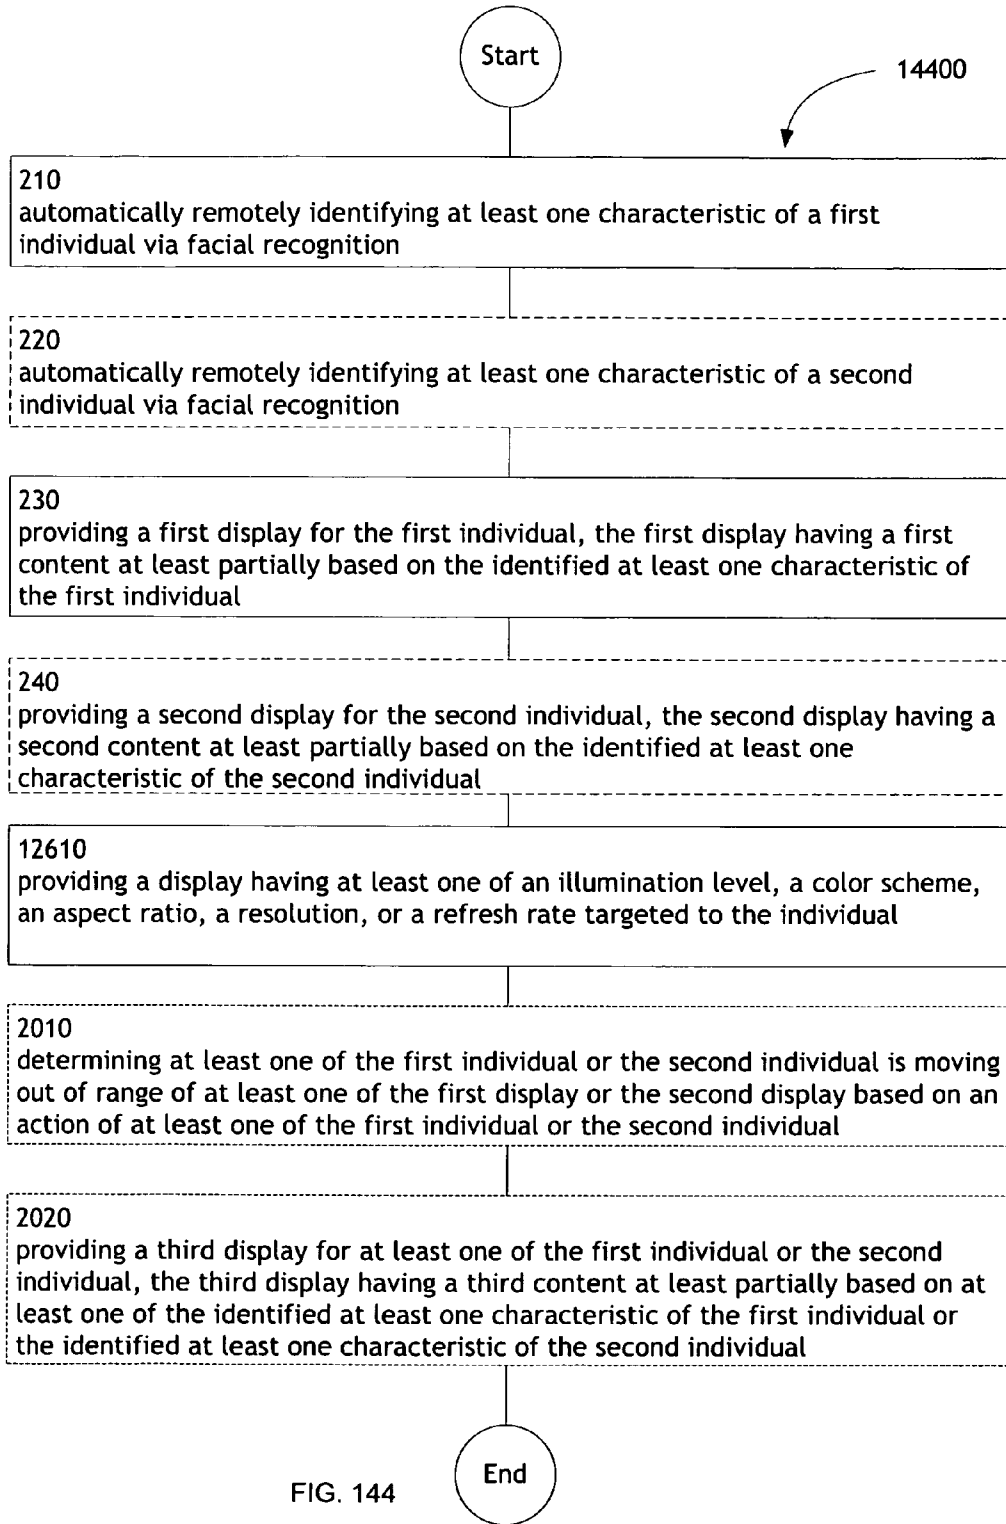 Start
14400
210
automatically remotely identifying at least one characteristic of a first
individual via facial recognition
220
automatically remotely identifying at least one characteristic of a second
individual via facial recognition
230
providing a first display for the first individual, the first display having a first
content at least partially based on the identified at least one characteristic of
the first individual
240
providing a second display for the second individual, the second display having a
second content at least partially based on the identified at least one
characteristic of the second individual
12610
providing a display having at least one of an illumination level, a color scheme,
an aspect ratio, a resolution, or a refresh rate targeted to the individual
2010
determining at least one of the first individual or the second individual is moving
out of range of at least one of the first display or the second display based on an
action of at least one of the first individual or the second individual
2020
providing a third display for at least one of the first individual or the second
individual, the third display having a third content at least partially based on at
least one of the identified at least one characteristic of the first individual or
the identified at least one characteristic of the second individual
End
FIG. 144